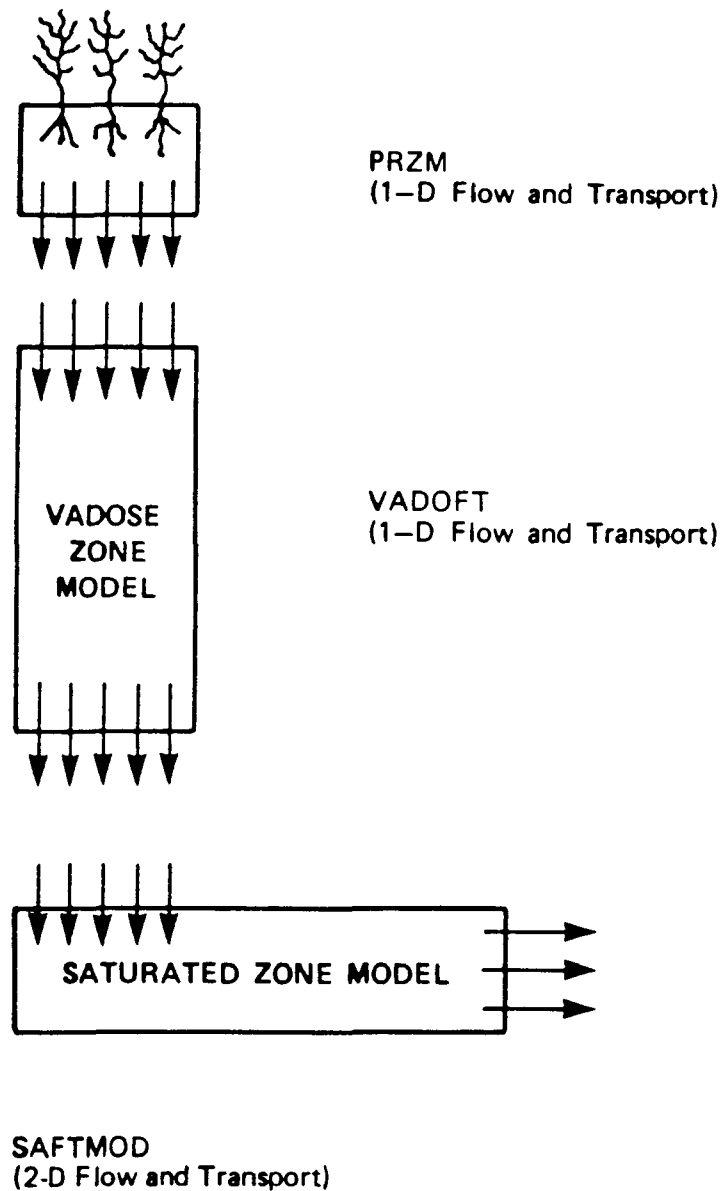 PRZM
(1–D Flow and Transport)
VADOSE
ZONE
MODEL
VADOFT
(1–D Flow and Transport)
SATURATED ZONE MODEL
SAFTMOD
(2-D Flow and Transport)